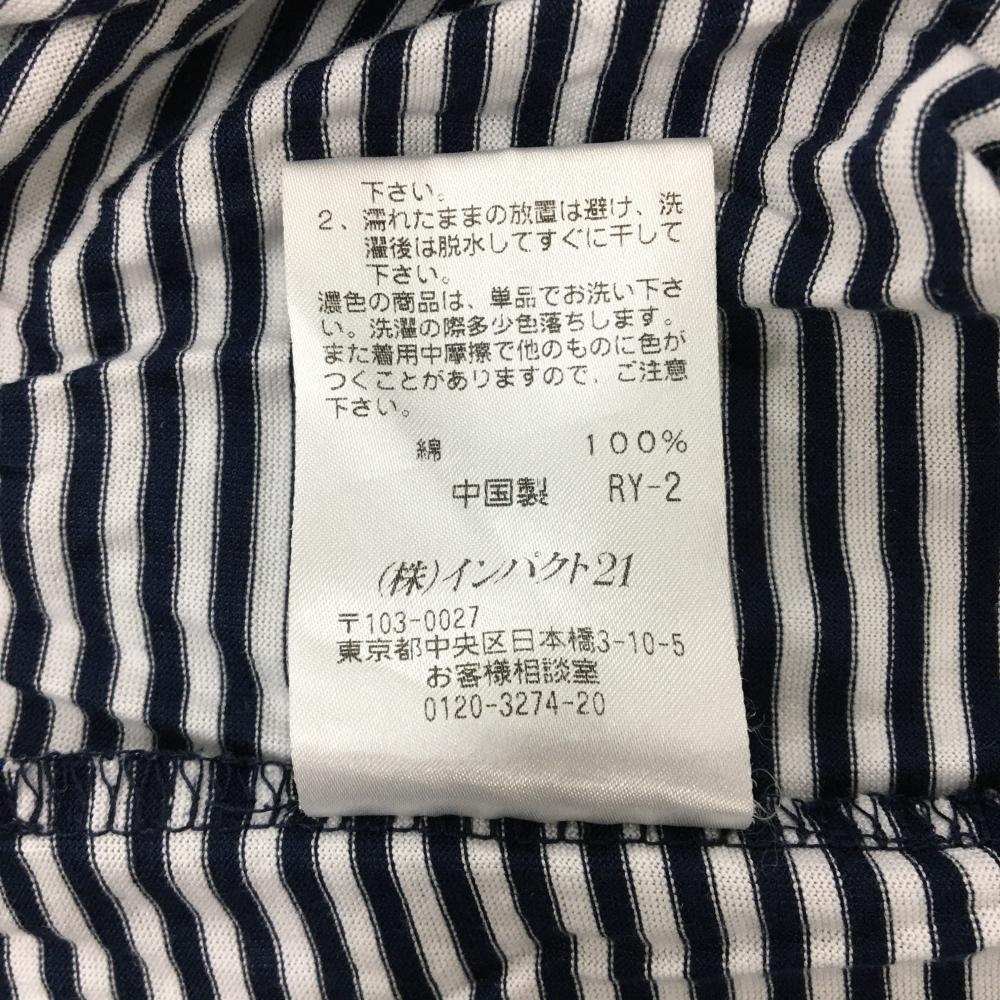 下さい。
2、濡れたままの放置は避け、洗
濯後は脱水してすぐに干して
下さい。
濃色の商品は、単品でお洗い下さ
い。洗濯の際多少色落ちします。
また着用中摩擦で他のものに色が
つくことがありますので、ご注意
下さい。
綿 100%
中国製 RY-2
(株)インパクト21
〒103-0027
東京都中央区日本橋3-10-5
お客様相談室
0120-3274-20